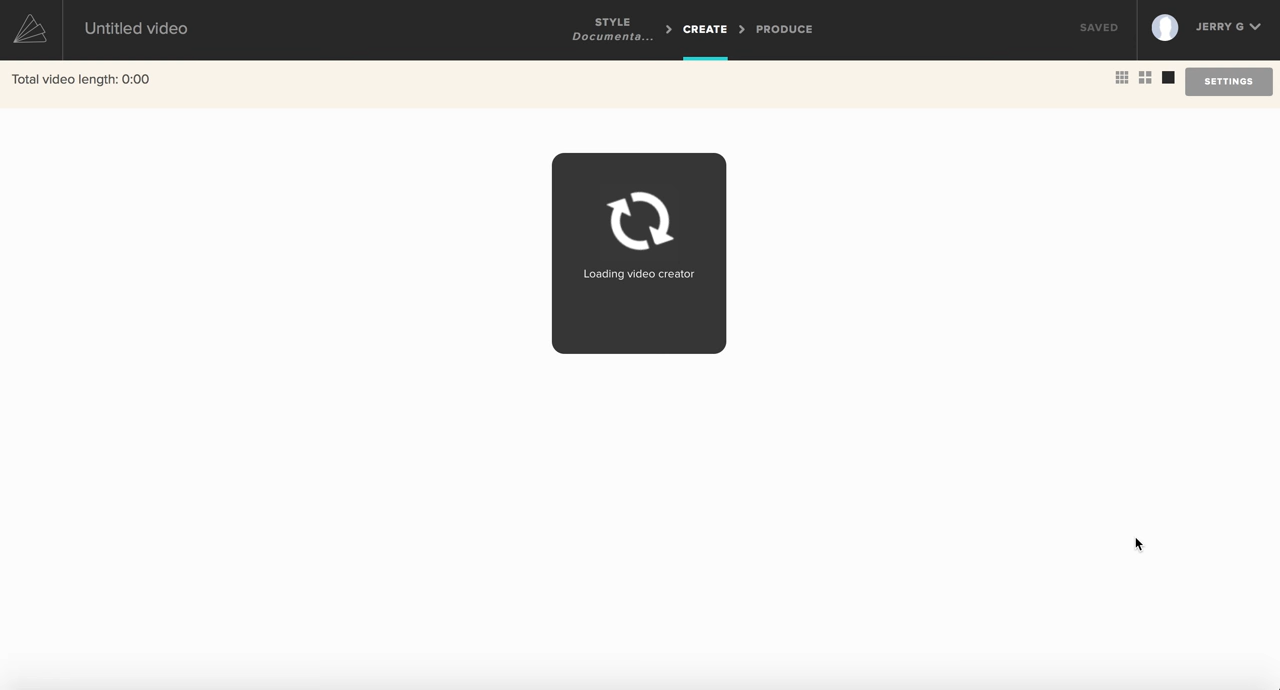 Untitled video
STYLE
Documenta...
CREATE
PRODUCE
SAVED
JERRY G
Total video length: 0:00
SETTINGS
Loading video creator